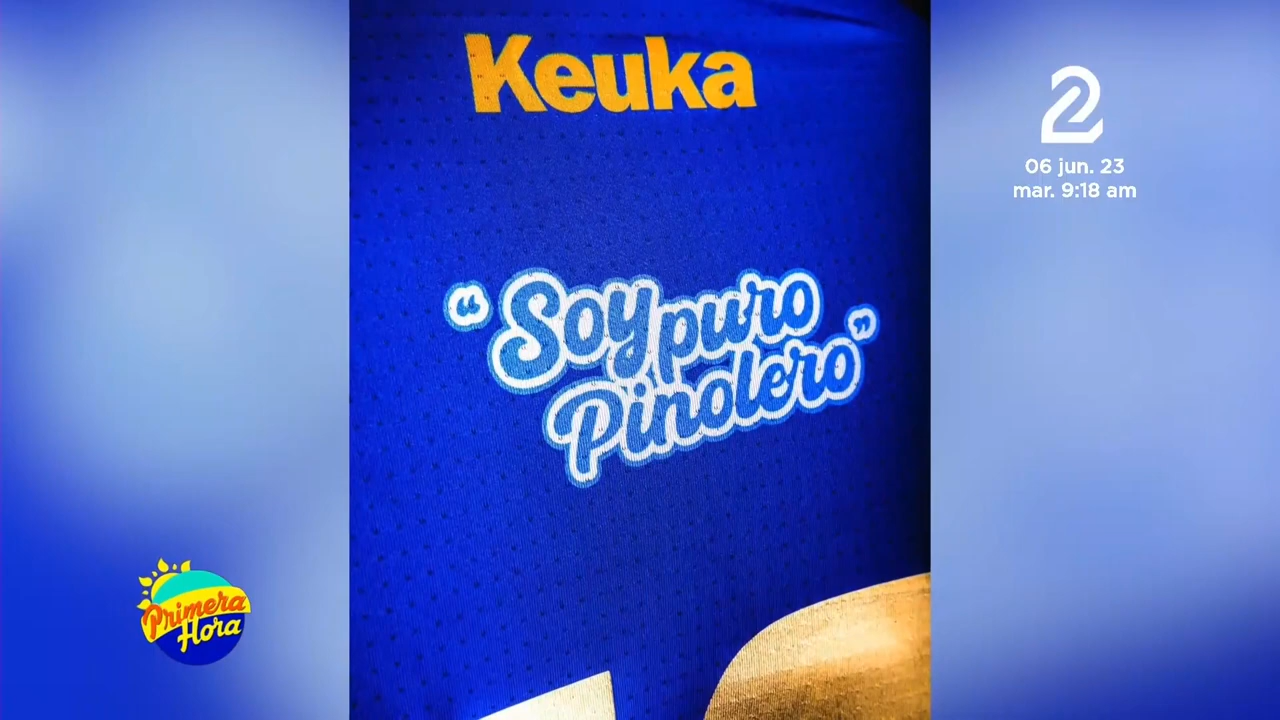 Keuka
“Soy puro
Pinolero”
2
06 jun. 23
mar. 9:18 am
Primera
Hora